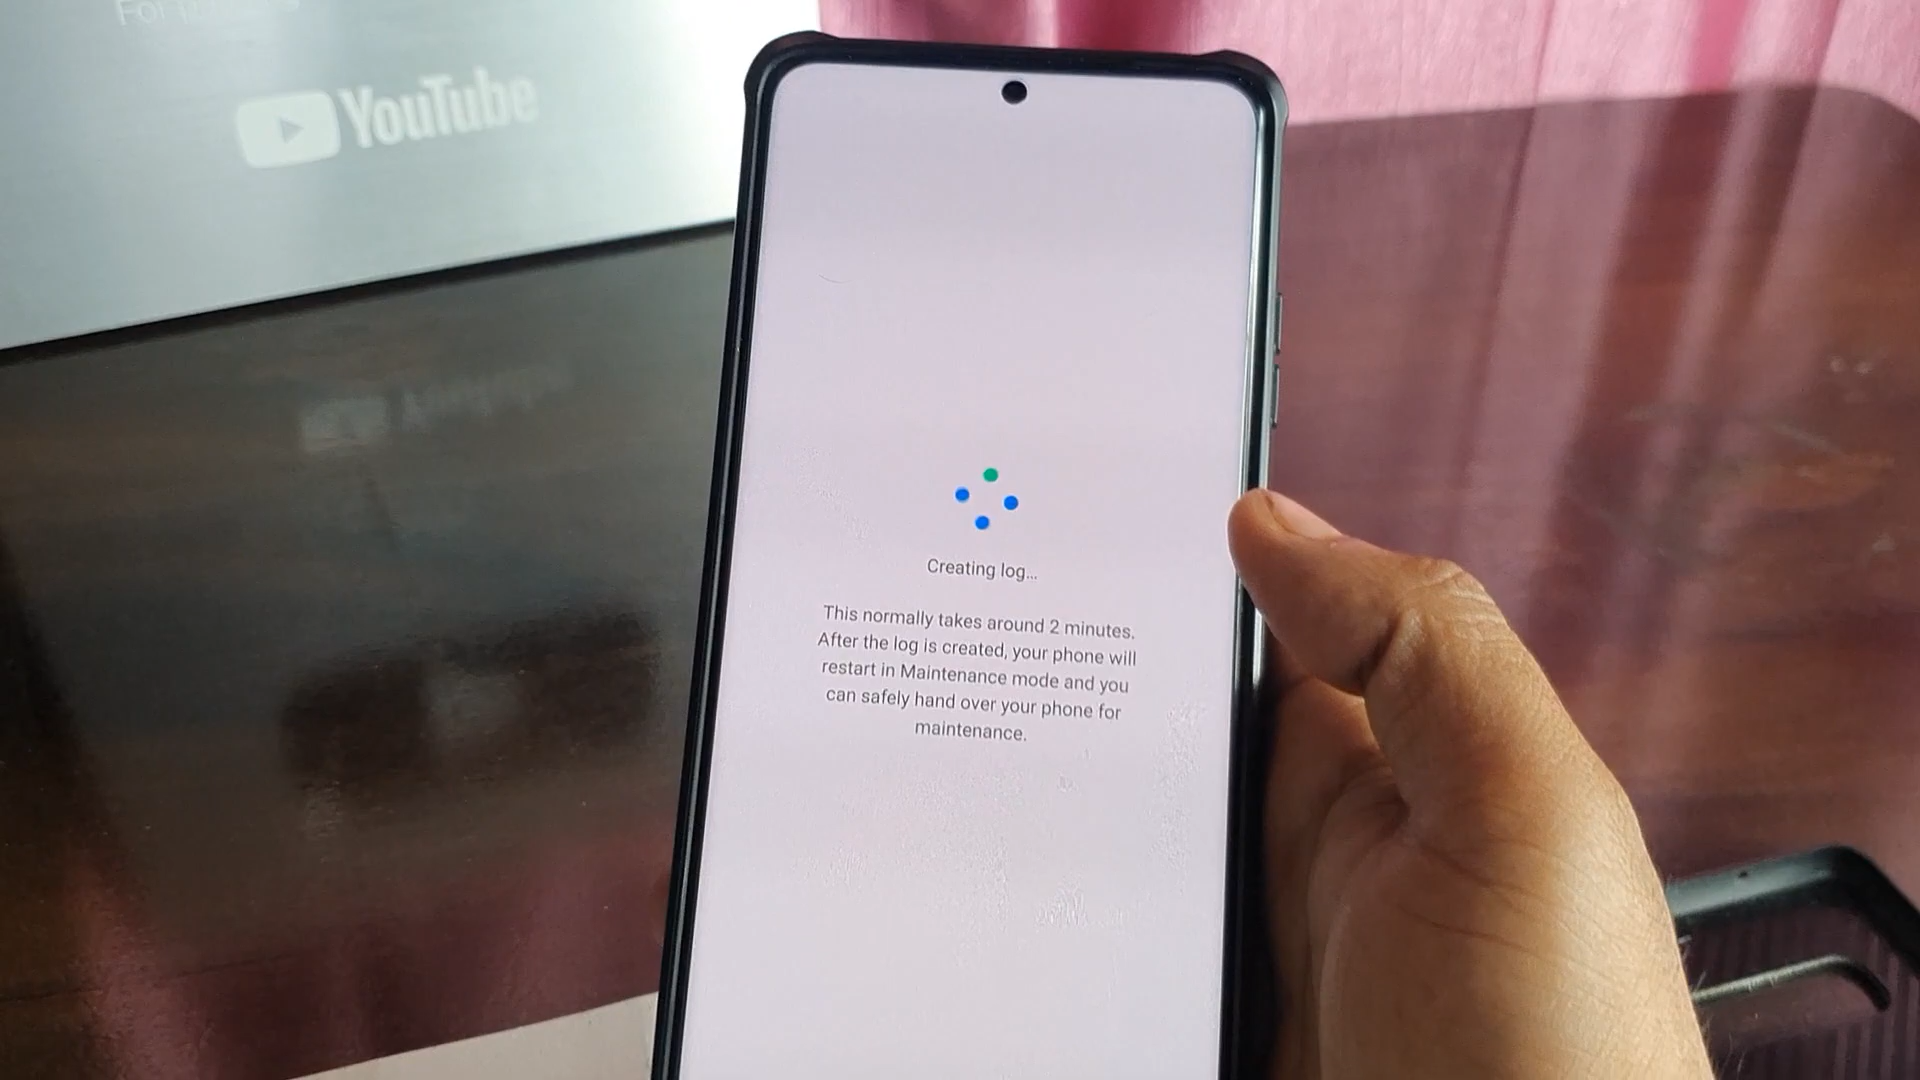 YouTube
Creating log...
This normally takes around 2 minutes.
After the log is created, your phone will
restart in Maintenance mode and you
can safely hand over your phone for
maintenance.